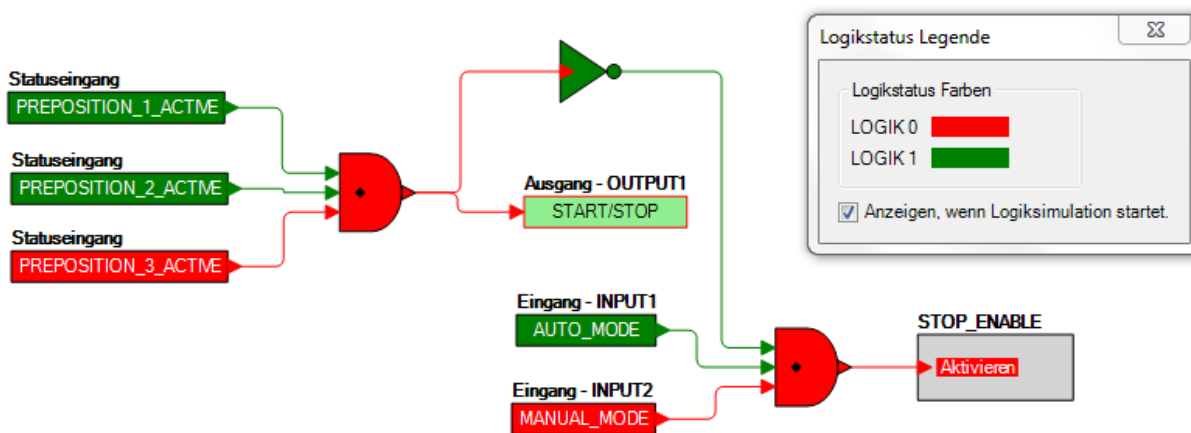 Statuseingang
PREPOSITION_1_ACTIVE
Statuseingang
PREPOSITION_2_ACTIVE
Statuseingang
PREPOSITION_3_ACTIVE
Ausgang - OUTPUT1
START/STOP
Eingang - INPUT1
AUTO_MODE
Eingang - INPUT2
MANUAL_MODE
STOP_ENABLE
Aktivieren
Logikstatus Legende
Logikstatus Farben
LOGIK 0
LOGIK 1
Anzeigen, wenn Logiksimulation startet.